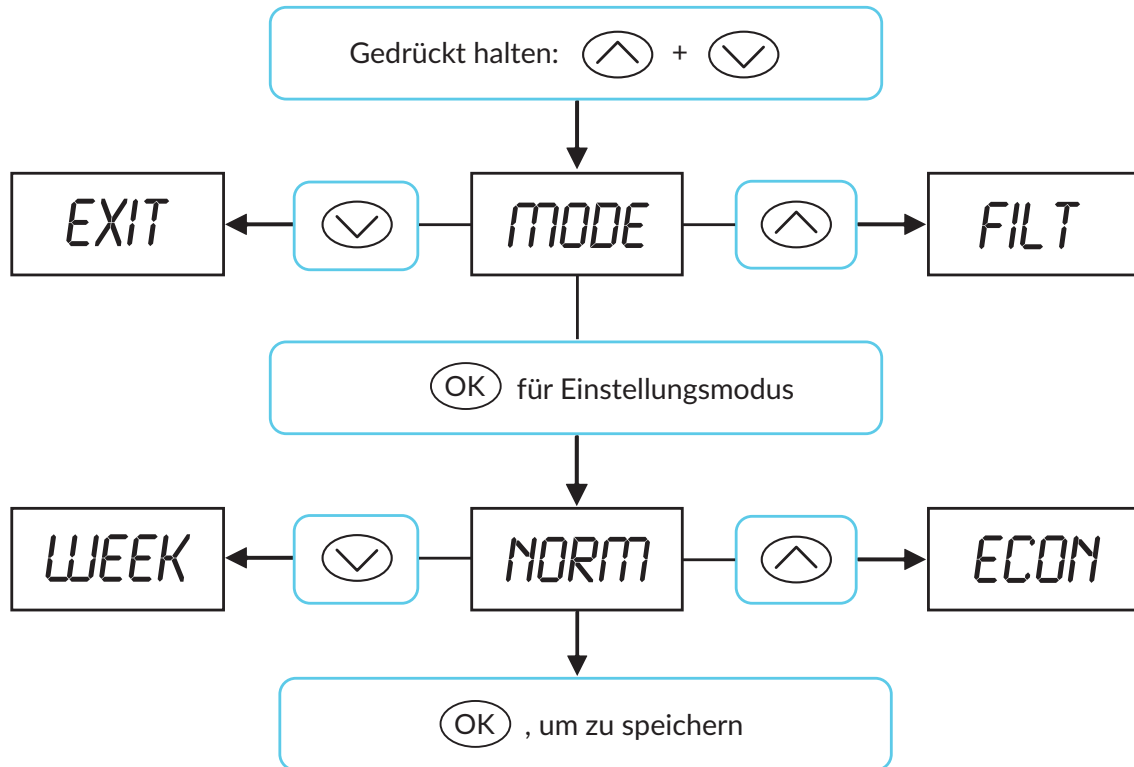 Gedrückt halten: +
EXIT
MODE
FILT
OK für Einstellungsmodus
WEEK
NORM
ECON
OK , um zu speichern